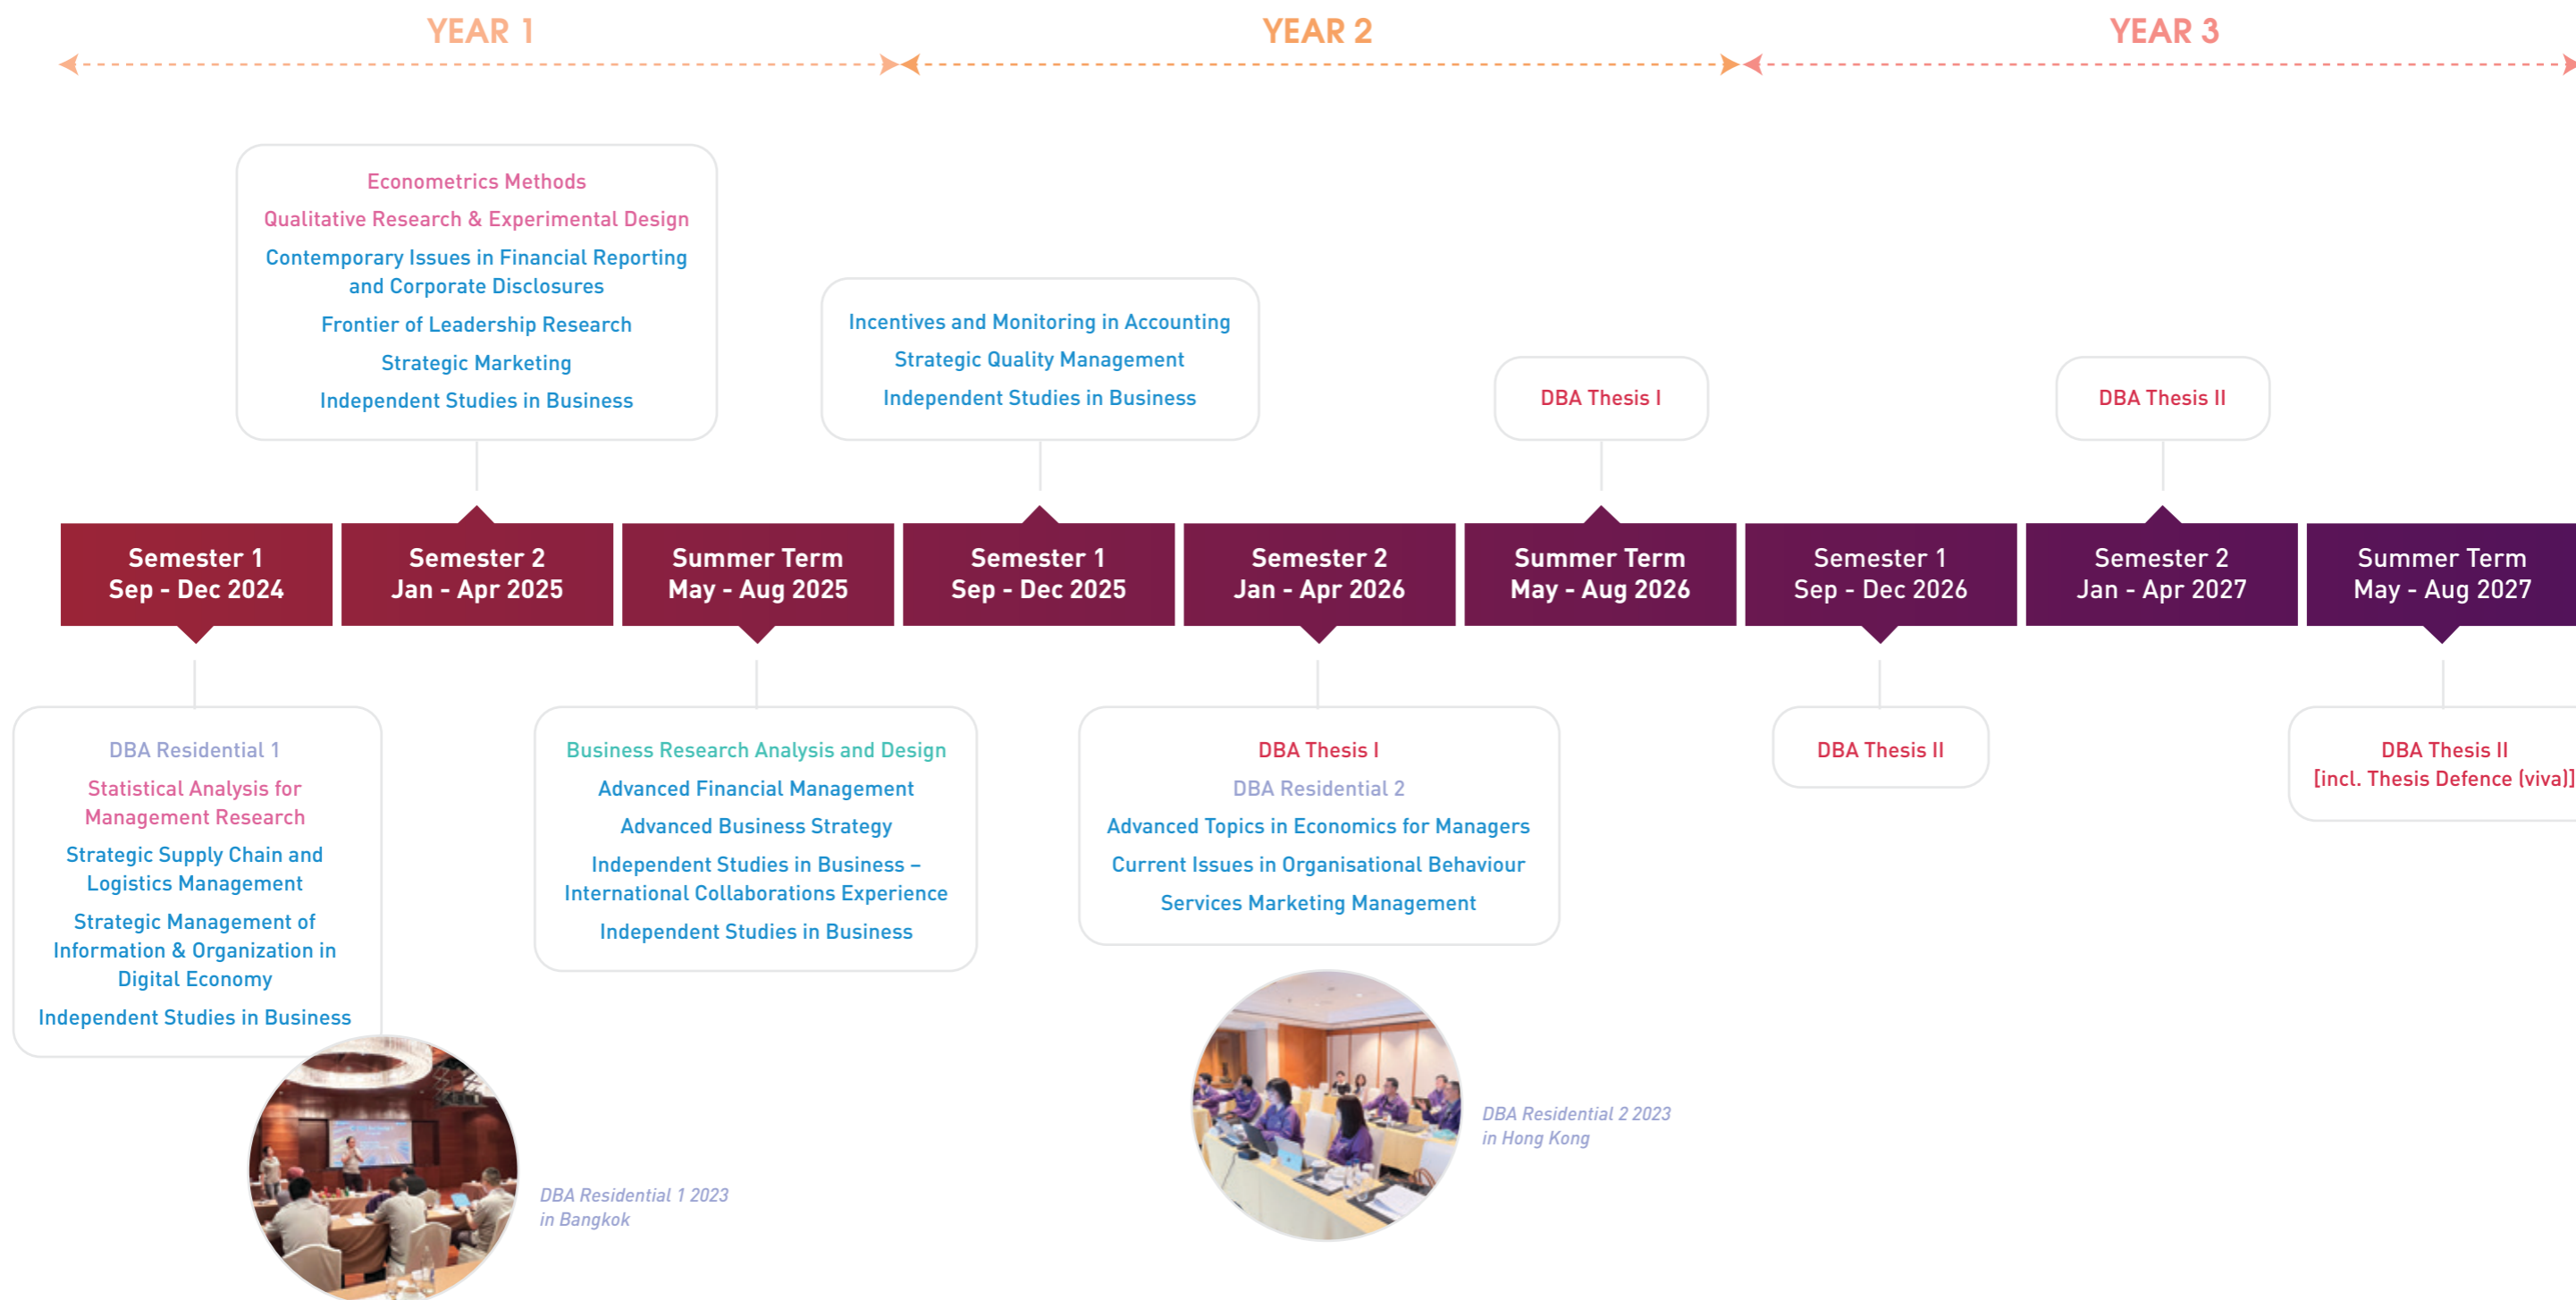 YEAR 1
YEAR 2
YEAR 3
Econometrics Methods
Qualitative Research & Experimental Design
Contemporary Issues in Financial Reporting
and Corporate Disclosures
Frontier of Leadership Research
Strategic Marketing
Independent Studies in Business
Incentives and Monitoring in Accounting
Strategic Quality Management
Independent Studies in Business
DBA Thesis I
DBA Thesis II
Semester 1
Sep - Dec 2024
Semester 2
Jan - Apr 2025
Summer Term
May - Aug 2025
Semester 1
Sep - Dec 2025
Semester 2
Jan - Apr 2026
Summer Term
May - Aug 2026
Semester 1
Sep - Dec 2026
Semester 2
Jan - Apr 2027
Summer Term
May - Aug 2027
DBA Residential 1
Statistical Analysis for
Management Research
Strategic Supply Chain and
Logistics Management
Strategic Management of
Information & Organization in
Digital Economy
Independent Studies in Business
Business Research Analysis and Design
Advanced Financial Management
Advanced Business Strategy
Independent Studies in Business –
International Collaborations Experience
Independent Studies in Business
DBA Thesis I
DBA Residential 2
Advanced Topics in Economics for Managers
Current Issues in Organisational Behaviour
Services Marketing Management
DBA Thesis II
DBA Thesis II
[incl. Thesis Defence (viva)]
DBA Residential 1 2023
in Bangkok
DBA Residential 2 2023
in Hong Kong